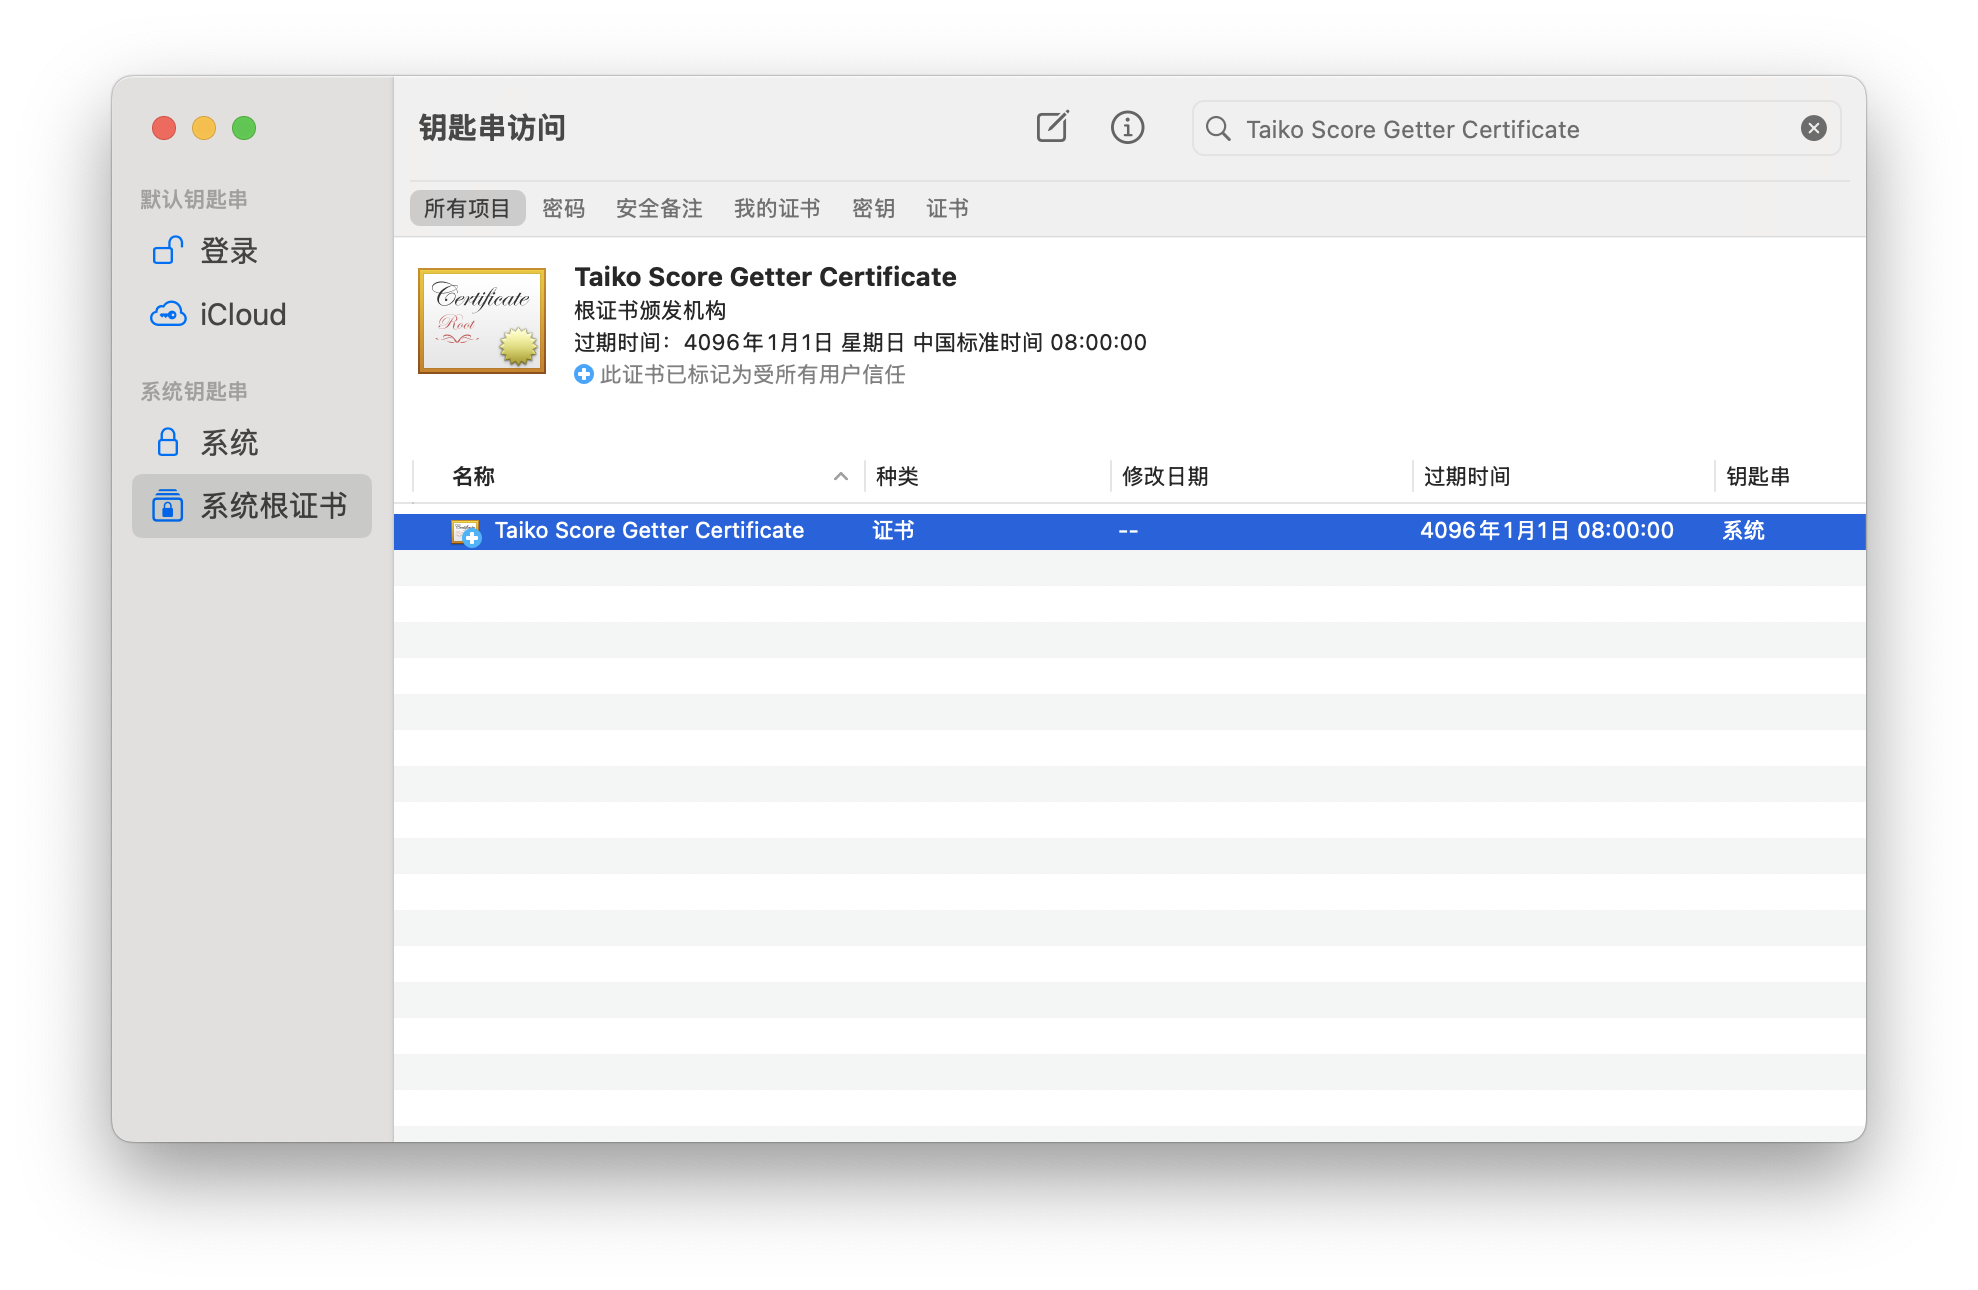 钥匙串访问
Taiko Score Getter Certificate
默认钥匙串
登录
iCloud
系统钥匙串
系统
系统根证书
所有项目 密码 安全备注 我的证书 密钥 证书
Certificate
Root
Taiko Score Getter Certificate
根证书颁发机构
过期时间：4096年1月1日 星期日 中国标准时间 08:00:00
此证书已标记为受所有用户信任
名称 种类 修改日期 过期时间 钥匙串
Taiko Score Getter Certificate 证书 -- 4096年1月1日 08:00:00 系统